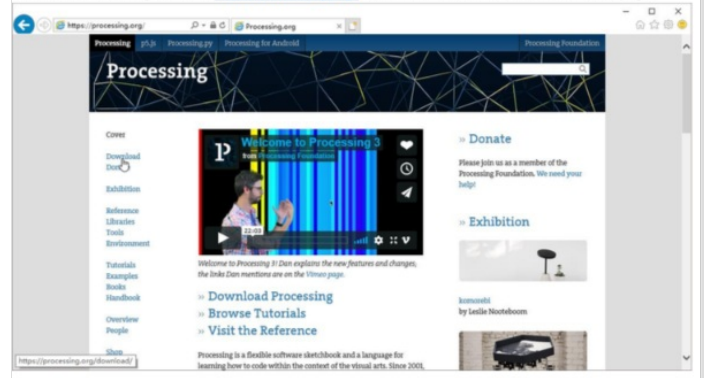 https://processing.org/
Processing.org
Processing p5.js Processing.py Processing for Android Processing Foundation
Processing
Cover
Download
Exhibition
Reference
Libraries
Tools
Environment
Tutorials
Examples
Books
Handbook
Overview
People
Shop
https://processing.org/download/
Welcome to Processing 3
from Processing Foundation
22:03
Welcome to Processing 3! Dan explains the new features and changes;
the links Dan mentions are on the Vimeo page.
» Download Processing
» Browse Tutorials
» Visit the Reference
Processing is a flexible software sketchbook and a language for
learning how to code within the context of the visual arts. Since 2001,
» Donate
Please join us as a member of the
Processing Foundation. We need your
help!
» Exhibition
komorebi
by Leslie Nooteboom